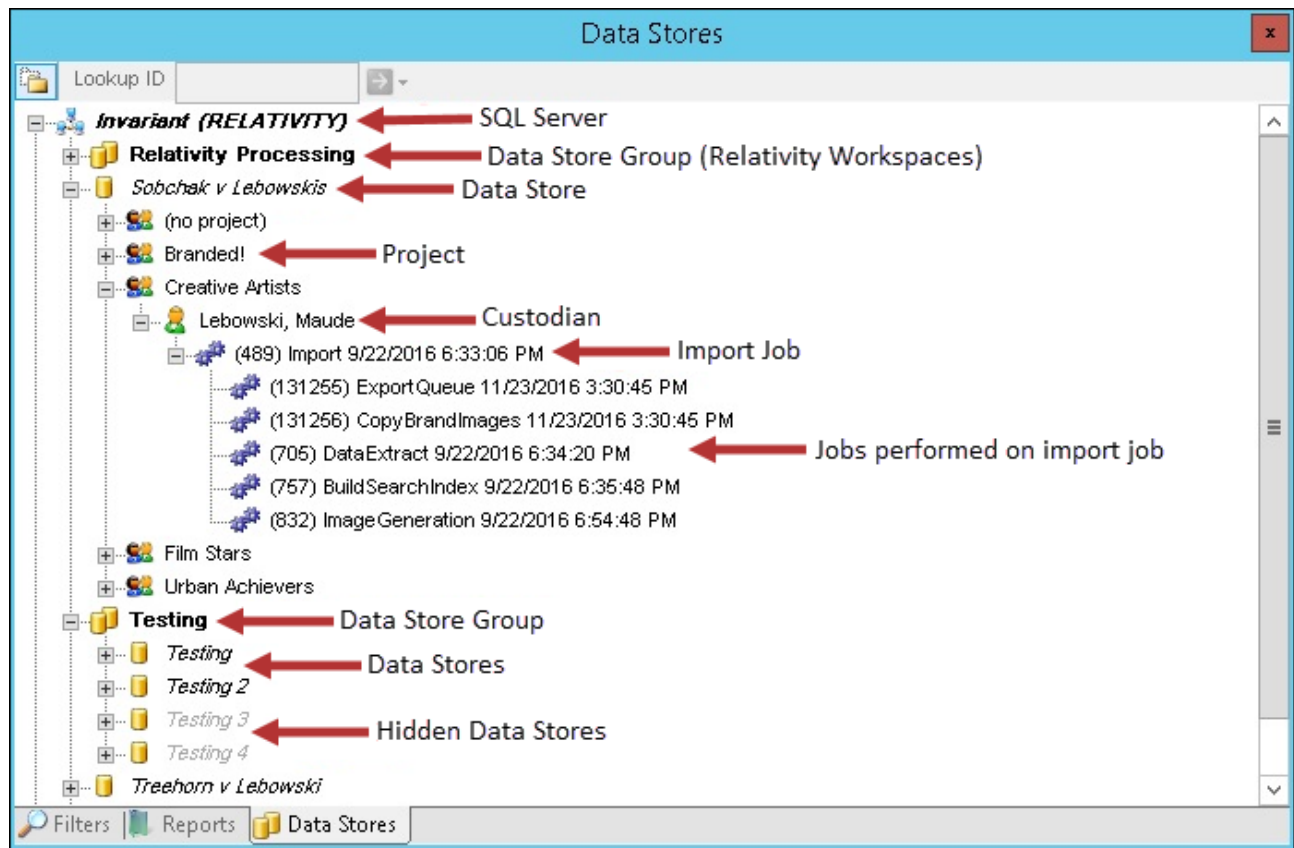 Data Stores
x
Lookup ID
Invariant (RELATIVITY) SQL Server
Relativity Processing Data Store Group (Relativity Workspaces)
Sobchak v Lebowskis Data Store
(no project)
Branded! Project
Creative Artists
Lebowski, Maude Custodian
(489) Import 9/22/2016 6:33:06 PM Import Job
(131255) ExportQueue 11/23/2016 3:30:45 PM
(131256) CopyBrandImages 11/23/2016 3:30:45 PM
(705) DataExtract 9/22/2016 6:34:20 PM Jobs performed on import job
(757) BuildSearchIndex 9/22/2016 6:35:48 PM
(832) ImageGeneration 9/22/2016 6:54:48 PM
Film Stars
Urban Achievers
Testing Data Store Group
Testing
Data Stores
Testing 2
Testing 3
Hidden Data Stores
Testing 4
Treehorn v Lebowski
Filters Reports Data Stores